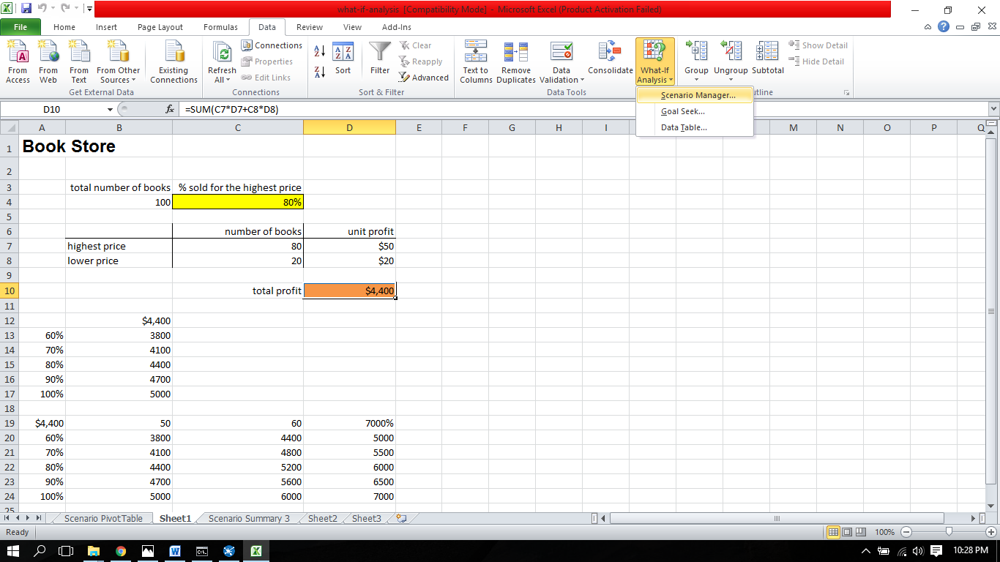 what-if-analysis [Compatibility Mode] - Microsoft Excel (Product Activation Failed)
File Home Insert Page Layout Formulas Data Review View Add-Ins
From Access
From Web
From Text
From Other Sources
Existing Connections
Get External Data
Refresh All
Connections
Properties
Edit Links
Connections
Sort
Filter
Clear
Reapply
Advanced
Sort & Filter
Text to Columns
Remove Duplicates
Data Validation
Consolidate
What-If Analysis
Data Tools
Group
Ungroup
Subtotal
Show Detail
Hide Detail
utline
Scenario Manager...
Goal Seek...
Data Table...
D10 fx =SUM(C7*D7+C8*D8)
A B C D E F G H I M N O P Q
1 Book Store
2
3 total number of books % sold for the highest price
4 100 80%
5
6 number of books unit profit
7 highest price 80 $50
8 lower price 20 $20
9
10 total profit $4,400
11
12 $4,400
13 60% 3800
14 70% 4100
15 80% 4400
16 90% 4700
17 100% 5000
18
19 $4,400 50 60 7000%
20 60% 3800 4400 5000
21 70% 4100 4800 5500
22 80% 4400 5200 6000
23 90% 4700 5600 6500
24 100% 5000 6000 7000
25
Scenario PivotTable Sheet1 Scenario Summary 3 Sheet2 Sheet3
Ready 100%
10:28 PM